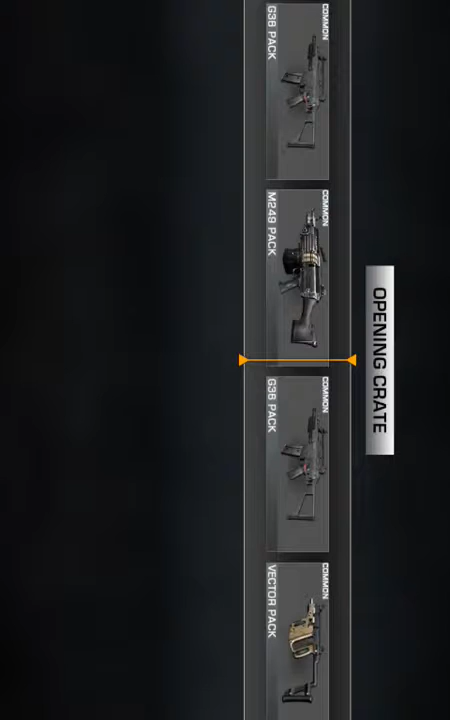 OPENING CRATE
COMMON
G36 PACK
COMMON
M249 PACK
COMMON
G36 PACK
COMMON
VECTOR PACK